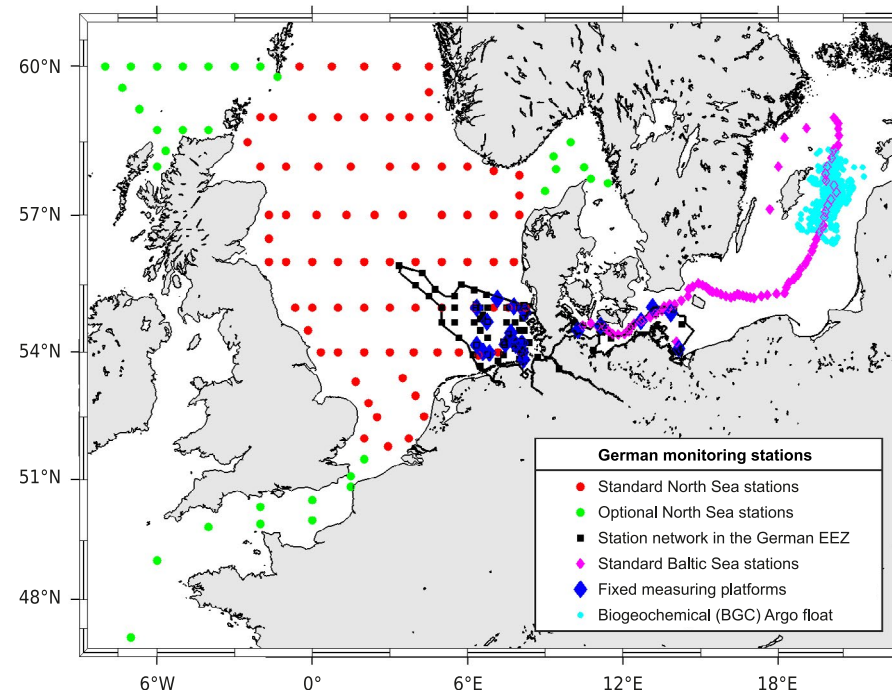 60°N
57°N
54°N
51°N
48°N
German monitoring stations
Standard North Sea stations
Optional North Sea stations
Station network in the German EEZ
Standard Baltic Sea stations
Fixed measuring platforms
Biogeochemical (BGC) Argo float
6°W 0° 6°E 12°E 18°E